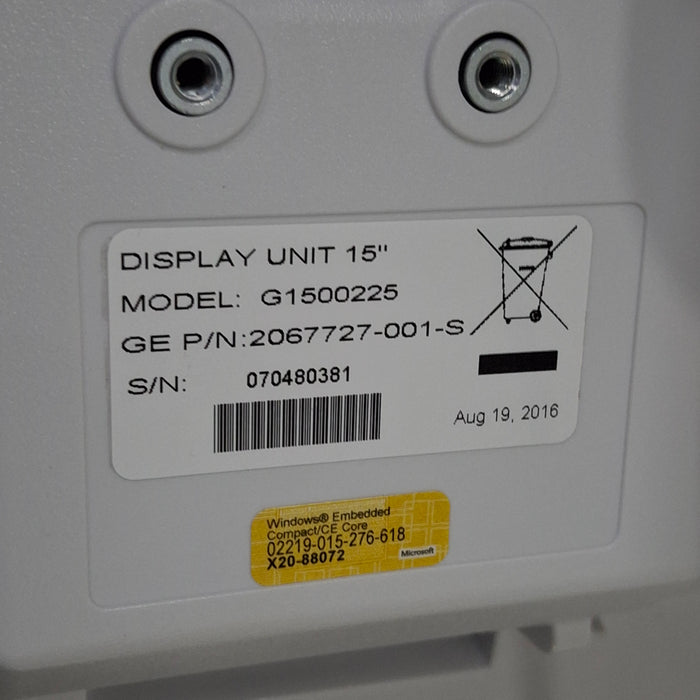 DISPLAY UNIT 15"
MODEL: G1500225
GE P/N:2067727-001-S
S/N: 070480381
Aug 19, 2016
Windows® Embedded
Compact/CE Core
02219-015-276-618
X20-88072
Microsoft